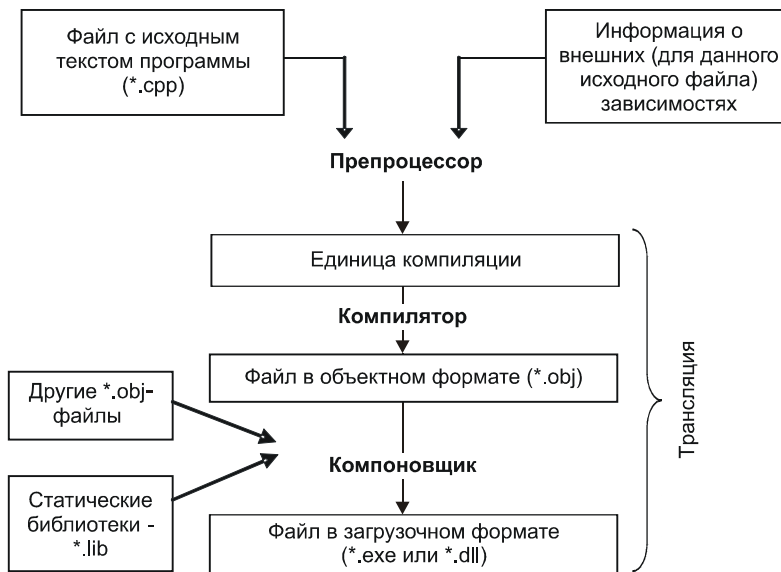 Файл с исходным
текстом программы
(*.cpp)
Информация о
внешних (для данного
исходного файла)
зависимостях
Препроцессор
Единица компиляции
Компилятор
Файл в объектном формате (*.obj)
Другие *.obj-
файлы
Компоновщик
Статические
библиотеки -
*.lib
Файл в загрузочном формате
(*.exe или *.dll)
Трансляция